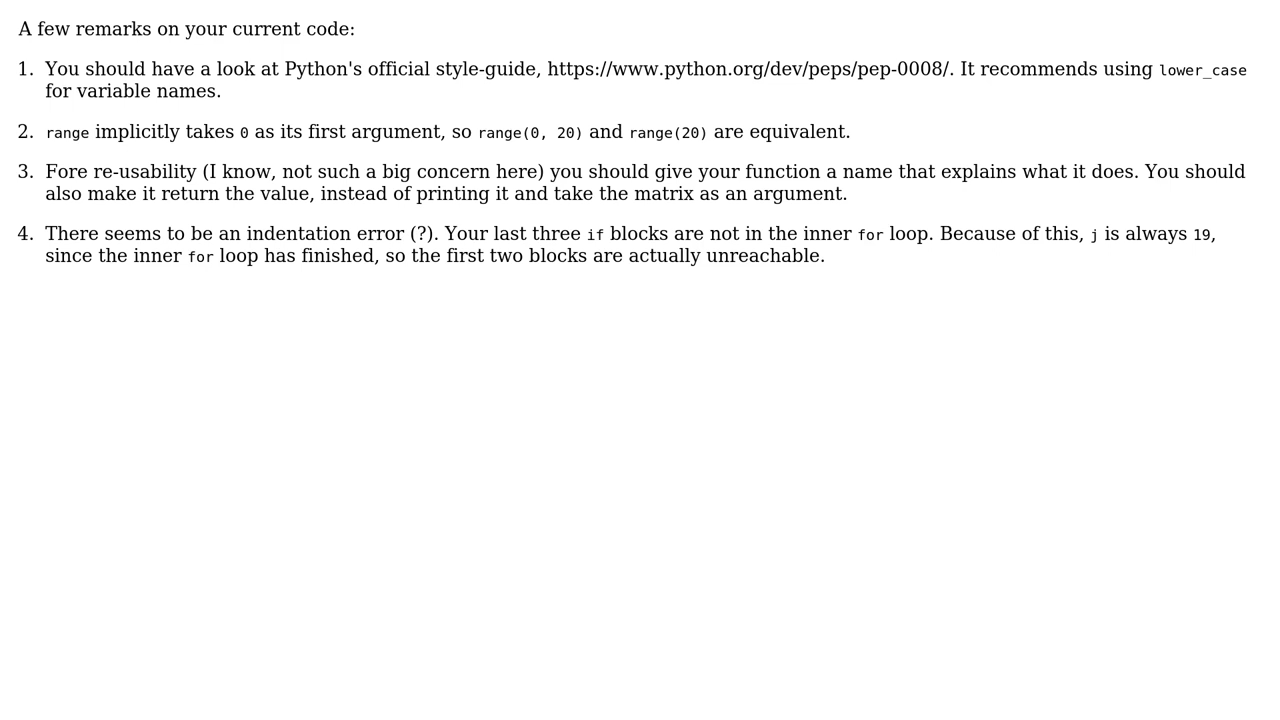 A few remarks on your current code:
1. You should have a look at Python's official style-guide, https://www.python.org/dev/peps/pep-0008/. It recommends using lower_case
for variable names.
2. range implicitly takes 0 as its first argument, so range(0, 20) and range(20) are equivalent.
3. Fore re-usability (I know, not such a big concern here) you should give your function a name that explains what it does. You should
also make it return the value, instead of printing it and take the matrix as an argument.
4. There seems to be an indentation error (?). Your last three if blocks are not in the inner for loop. Because of this, j is always 19,
since the inner for loop has finished, so the first two blocks are actually unreachable.